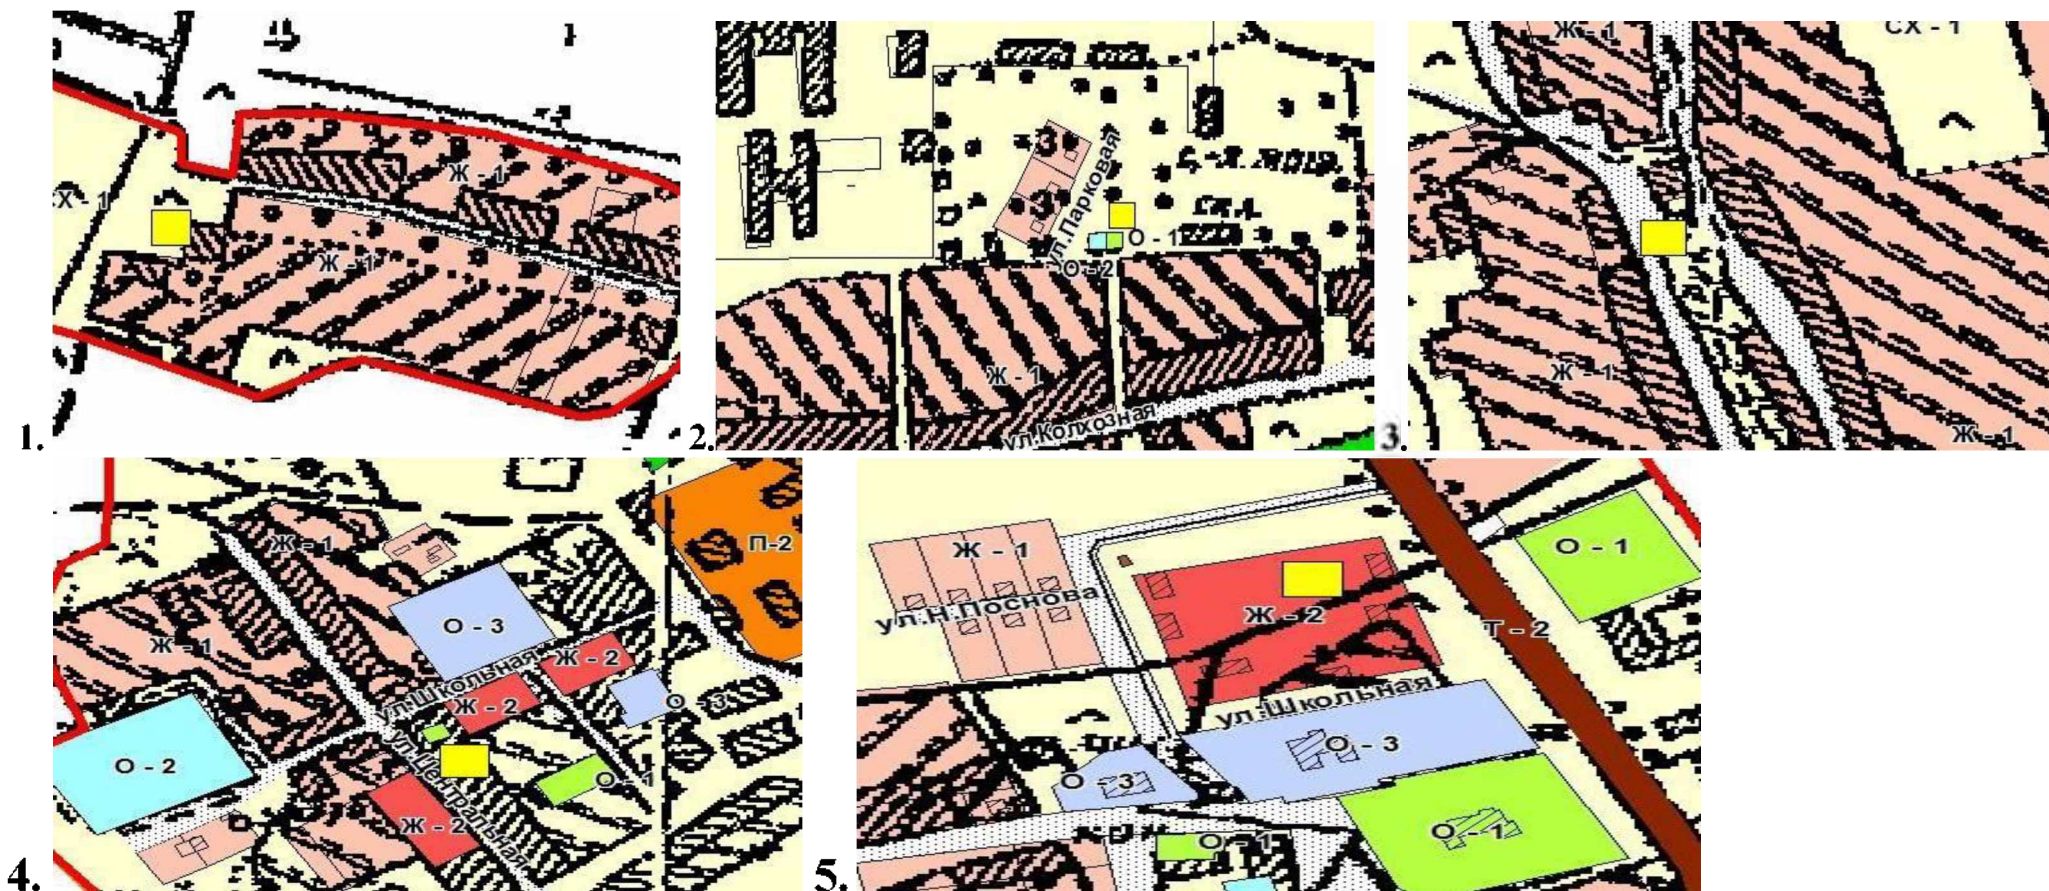 Ж - 1
СХ - 1
Ж - 1
1.
ул.Парковая
О - 1
О - 2
Ж - 1
ул.Колхозная
2.
Ж - 1
СХ - 1
Ж - 1
Ж - 1
3.
Ж - 1
П-2
О - 3
Ж - 1
ул.Школьная
Ж - 2
Ж - 2
О - 3
О - 2
ул.Центральная
О - 1
Ж - 2
4.
Ж - 1
О - 1
ул.Н.Поснова
Ж - 2
Т - 2
ул.Школьная
О - 3
О - 3
О - 1
О - 1
5.